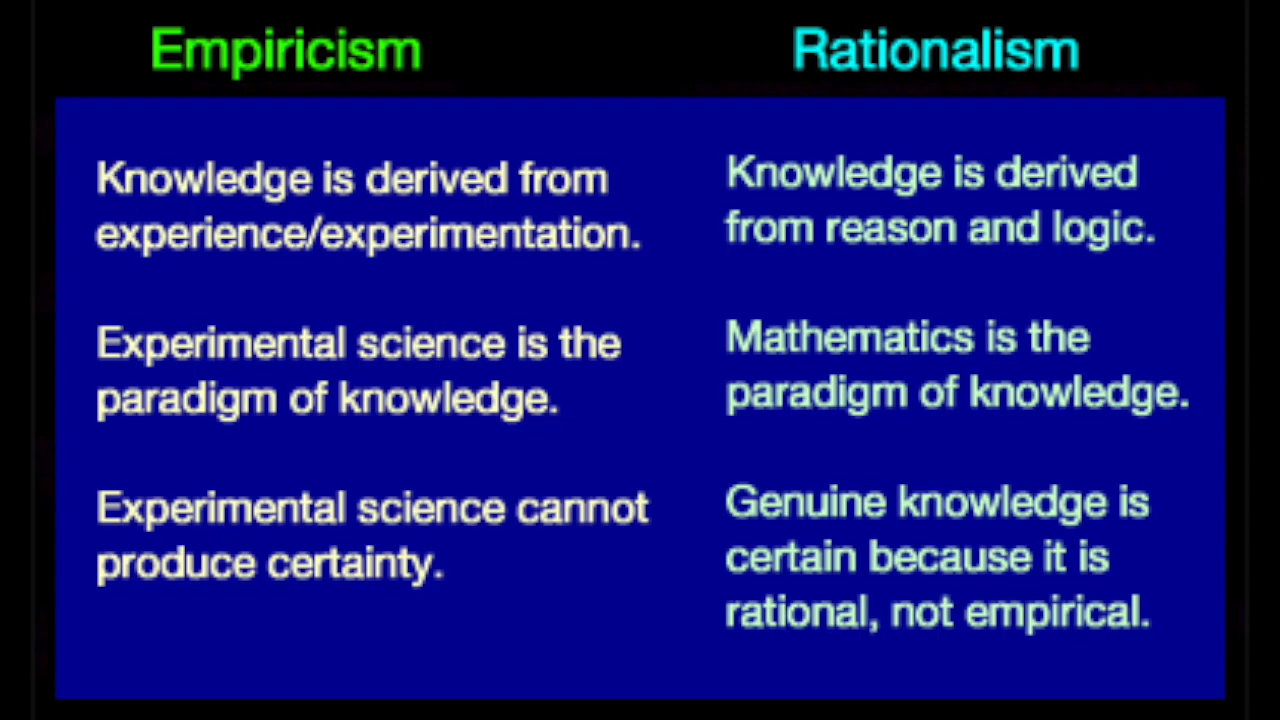 Empiricism
Rationalism
Knowledge is derived from
experience/experimentation.
Experimental science is the
paradigm of knowledge.
Experimental science cannot
produce certainty.
Knowledge is derived
from reason and logic.
Mathematics is the
paradigm of knowledge.
Genuine knowledge is
certain because it is
rational, not empirical.